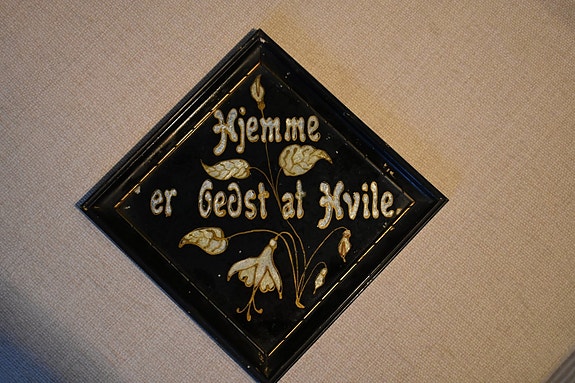 Hjemme
er bedst at Hvile.